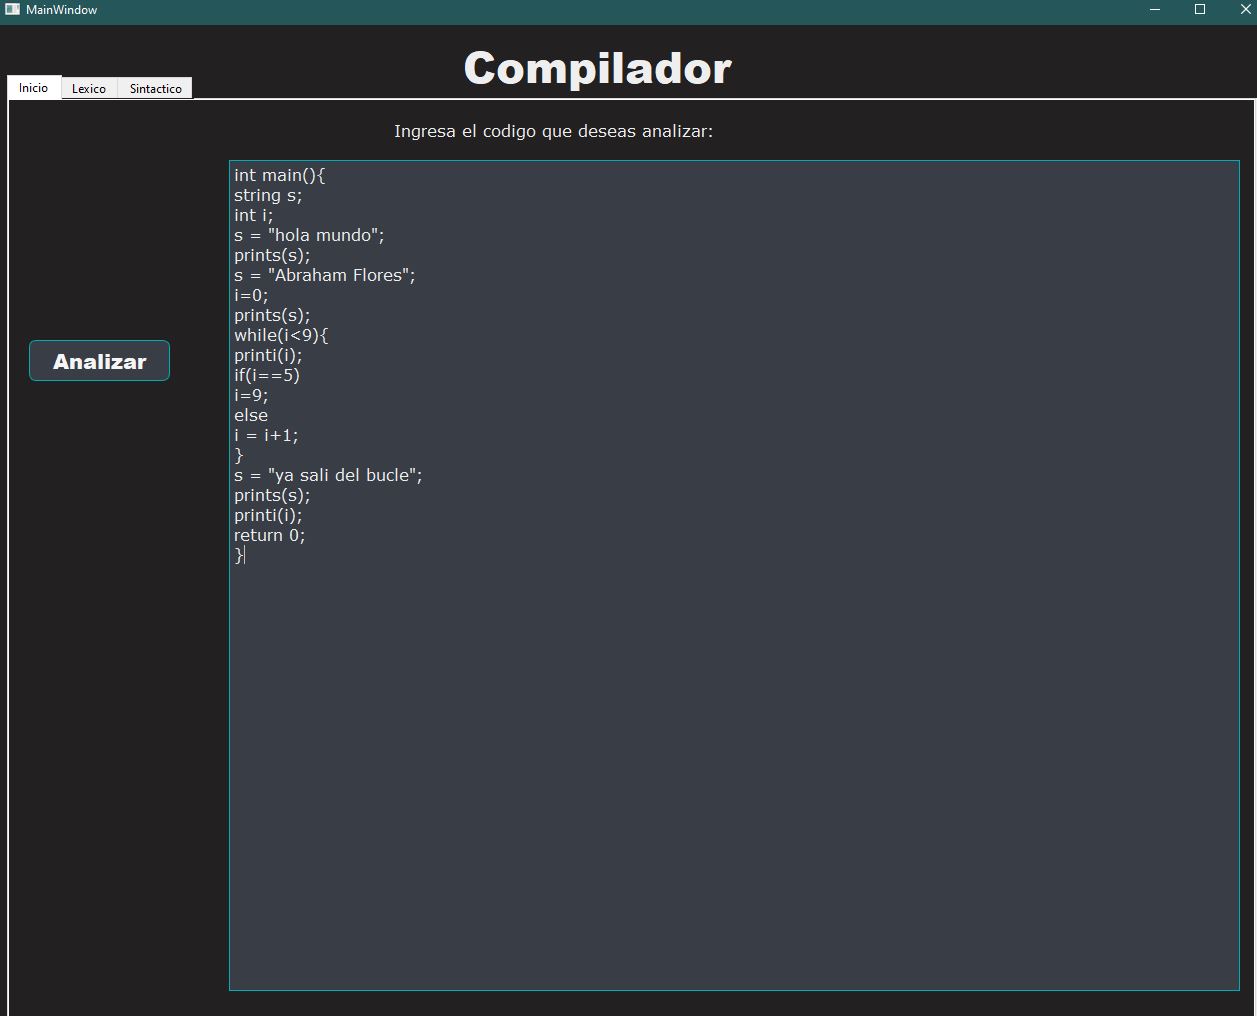 MainWindow
Compilador
Inicio Lexico Sintactico
Ingresa el codigo que deseas analizar:
int main(){
string s;
int i;
s = "hola mundo";
prints(s);
s = "Abraham Flores";
i=0;
prints(s);
while(i<9){
printi(i);
if(i==5)
i=9;
else
i = i+1;
}
s = "ya sali del bucle";
prints(s);
printi(i);
return 0;
}
Analizar